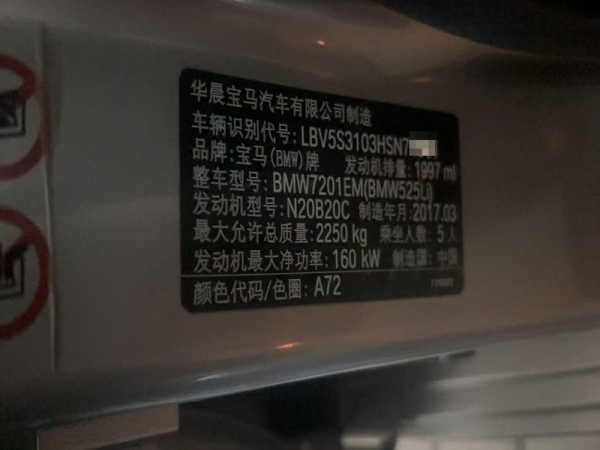 华晨宝马汽车有限公司制造
车辆识别代号: LBV5S3103HSN7
品牌: 宝马(BMW)牌 发动机排量: 1997 ml
整车型号: BMW7201EM(BMW525Li)
发动机型号: N20B20C 制造年月: 2017.03
最大允许总质量: 2250 kg 乘坐人数: 5 人
发动机最大净功率: 160 kW 制造国: 中国
颜色代码/色圈: A72